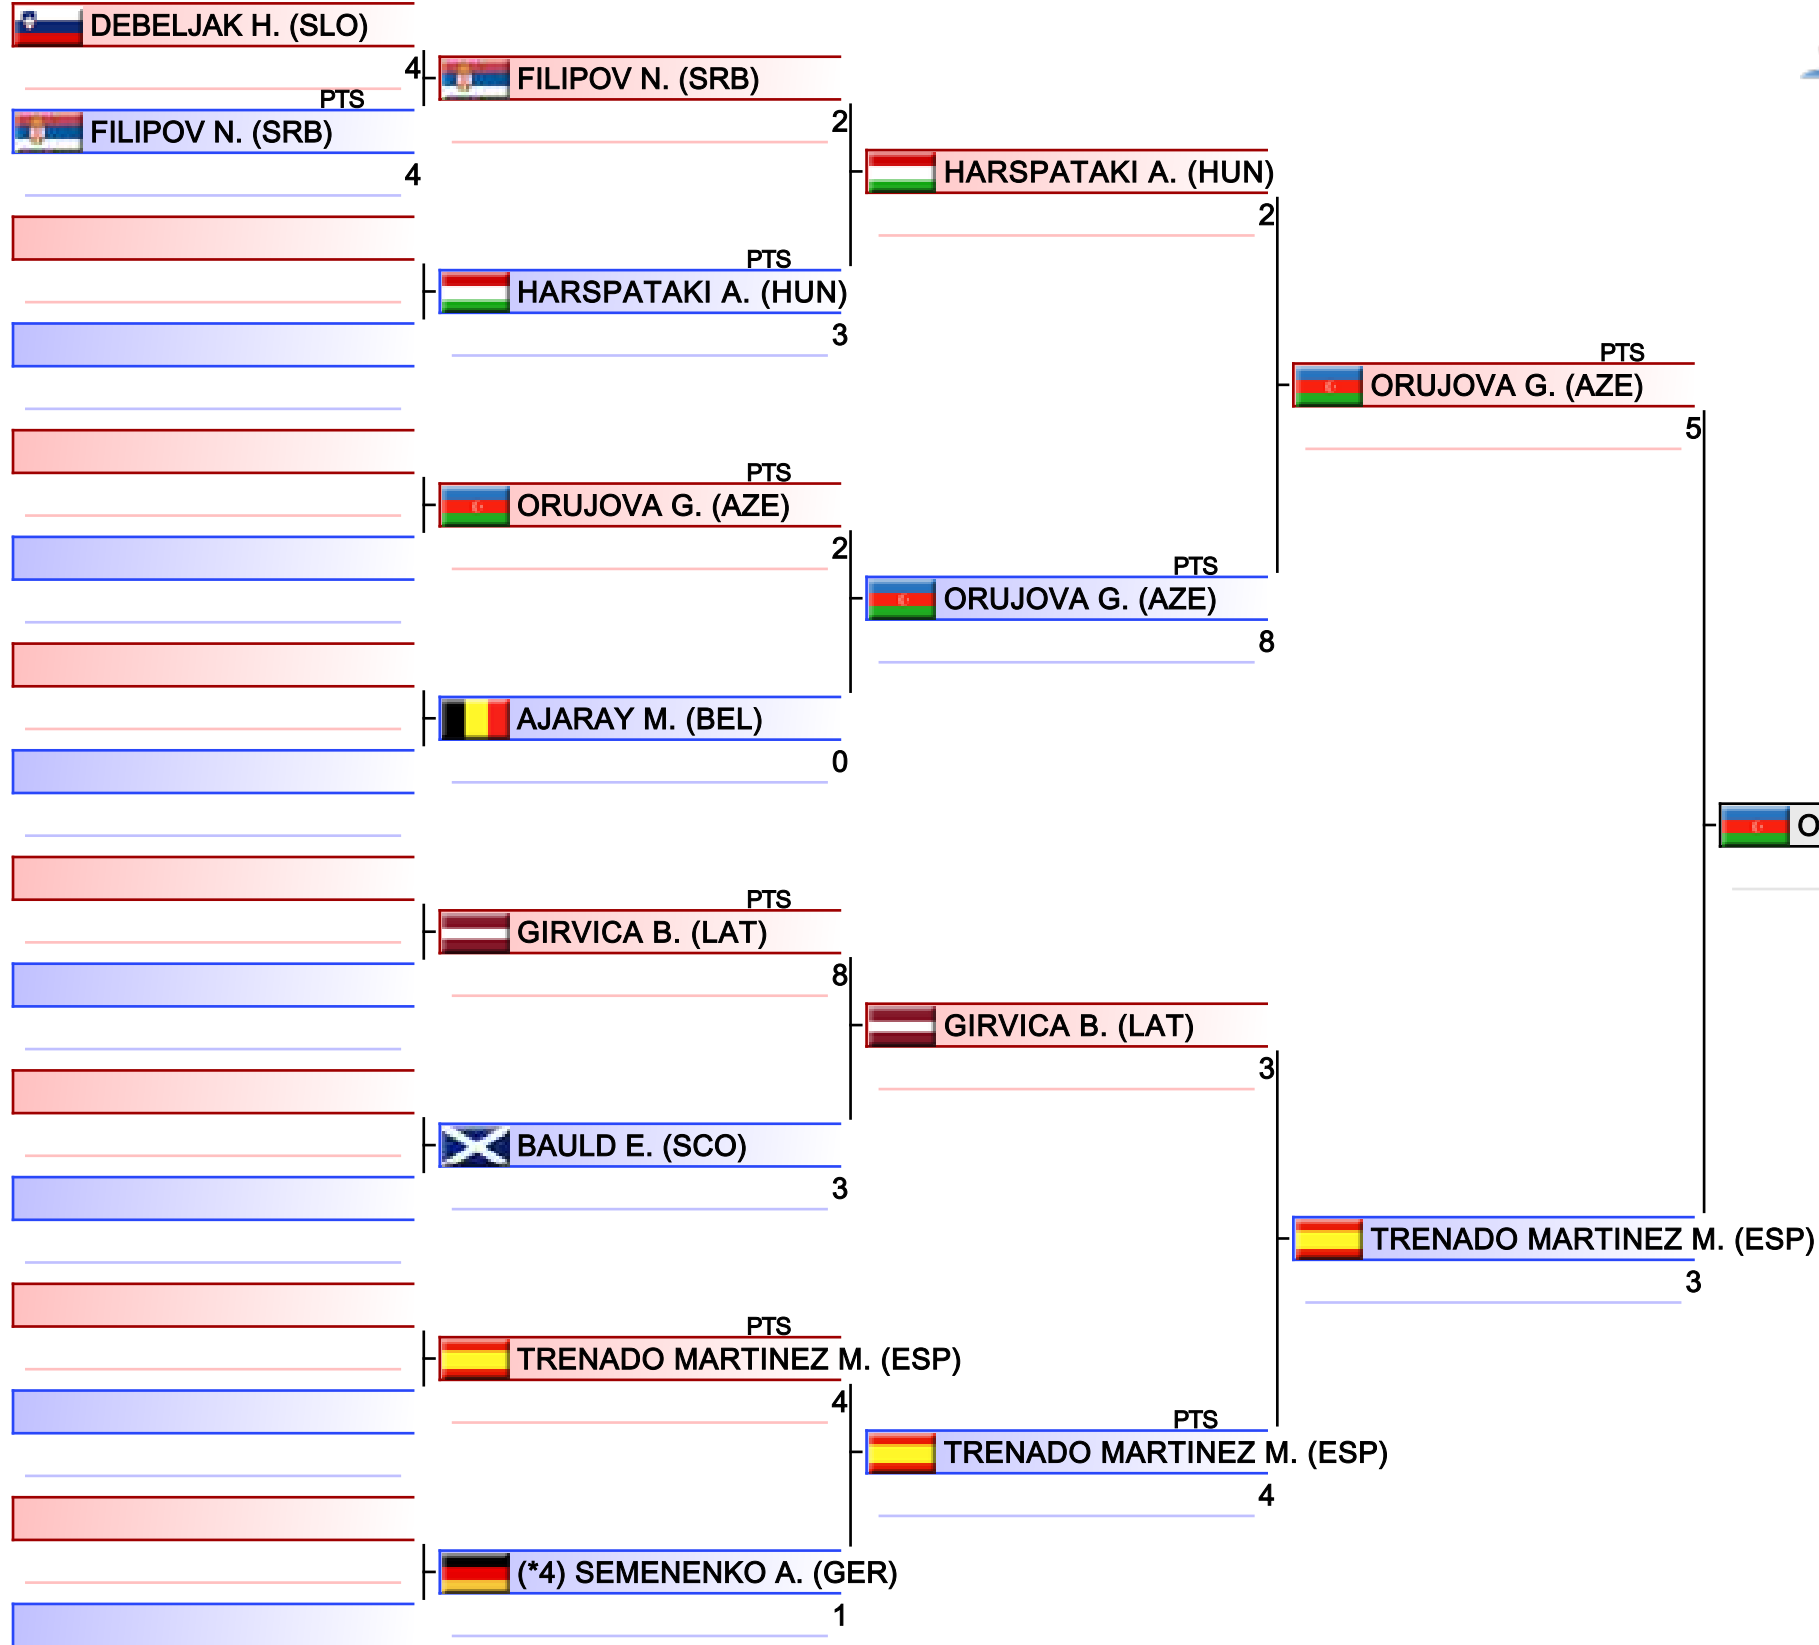 DEBELJAK H. (SLO)
4
PTS
FILIPOV N. (SRB)
4
FILIPOV N. (SRB)
2
PTS
HARSPATAKI A. (HUN)
3
PTS
ORUJOVA G. (AZE)
2
AJARAY M. (BEL)
0
PTS
GIRVICA B. (LAT)
8
BAULD E. (SCO)
3
PTS
TRENADO MARTINEZ M. (ESP)
4
(*4) SEMENENKO A. (GER)
1
HARSPATAKI A. (HUN)
2
PTS
ORUJOVA G. (AZE)
8
GIRVICA B. (LAT)
3
PTS
TRENADO MARTINEZ M. (ESP)
4
PTS
ORUJOVA G. (AZE)
5
TRENADO MARTINEZ M. (ESP)
3